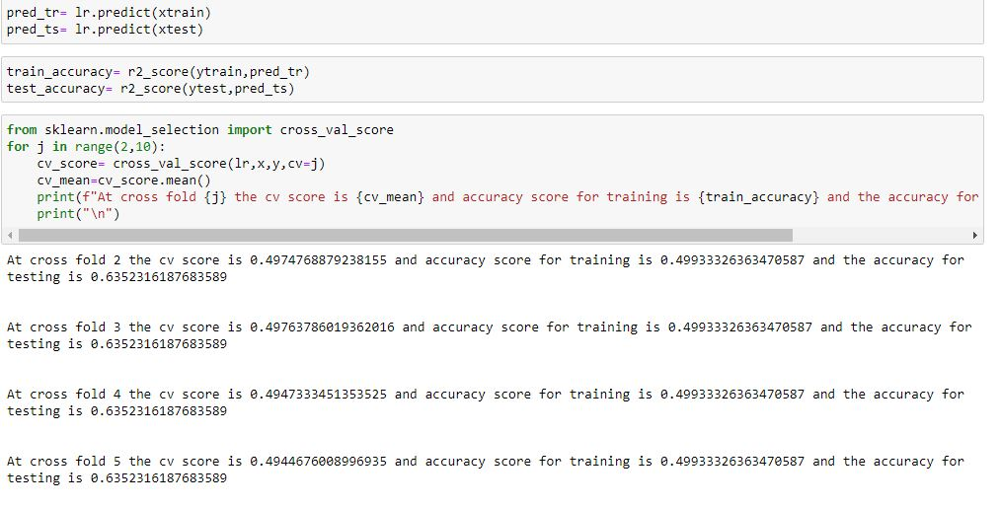 pred_tr= lr.predict(xtrain)
pred_ts= lr.predict(xtest)
train_accuracy= r2_score(ytrain,pred_tr)
test_accuracy= r2_score(ytest,pred_ts)
from sklearn.model_selection import cross_val_score
for j in range(2,10):
    cv_score= cross_val_score(lr,x,y,cv=j)
    cv_mean=cv_score.mean()
    print(f"At cross fold {j} the cv score is {cv_mean} and accuracy score for training is {train_accuracy} and the accuracy for
    print("\n")
At cross fold 2 the cv score is 0.4974768879238155 and accuracy score for training is 0.49933326363470587 and the accuracy for
testing is 0.6352316187683589
At cross fold 3 the cv score is 0.49763786019362016 and accuracy score for training is 0.49933326363470587 and the accuracy for
testing is 0.6352316187683589
At cross fold 4 the cv score is 0.4947333451353525 and accuracy score for training is 0.49933326363470587 and the accuracy for
testing is 0.6352316187683589
At cross fold 5 the cv score is 0.4944676008996935 and accuracy score for training is 0.49933326363470587 and the accuracy for
testing is 0.6352316187683589